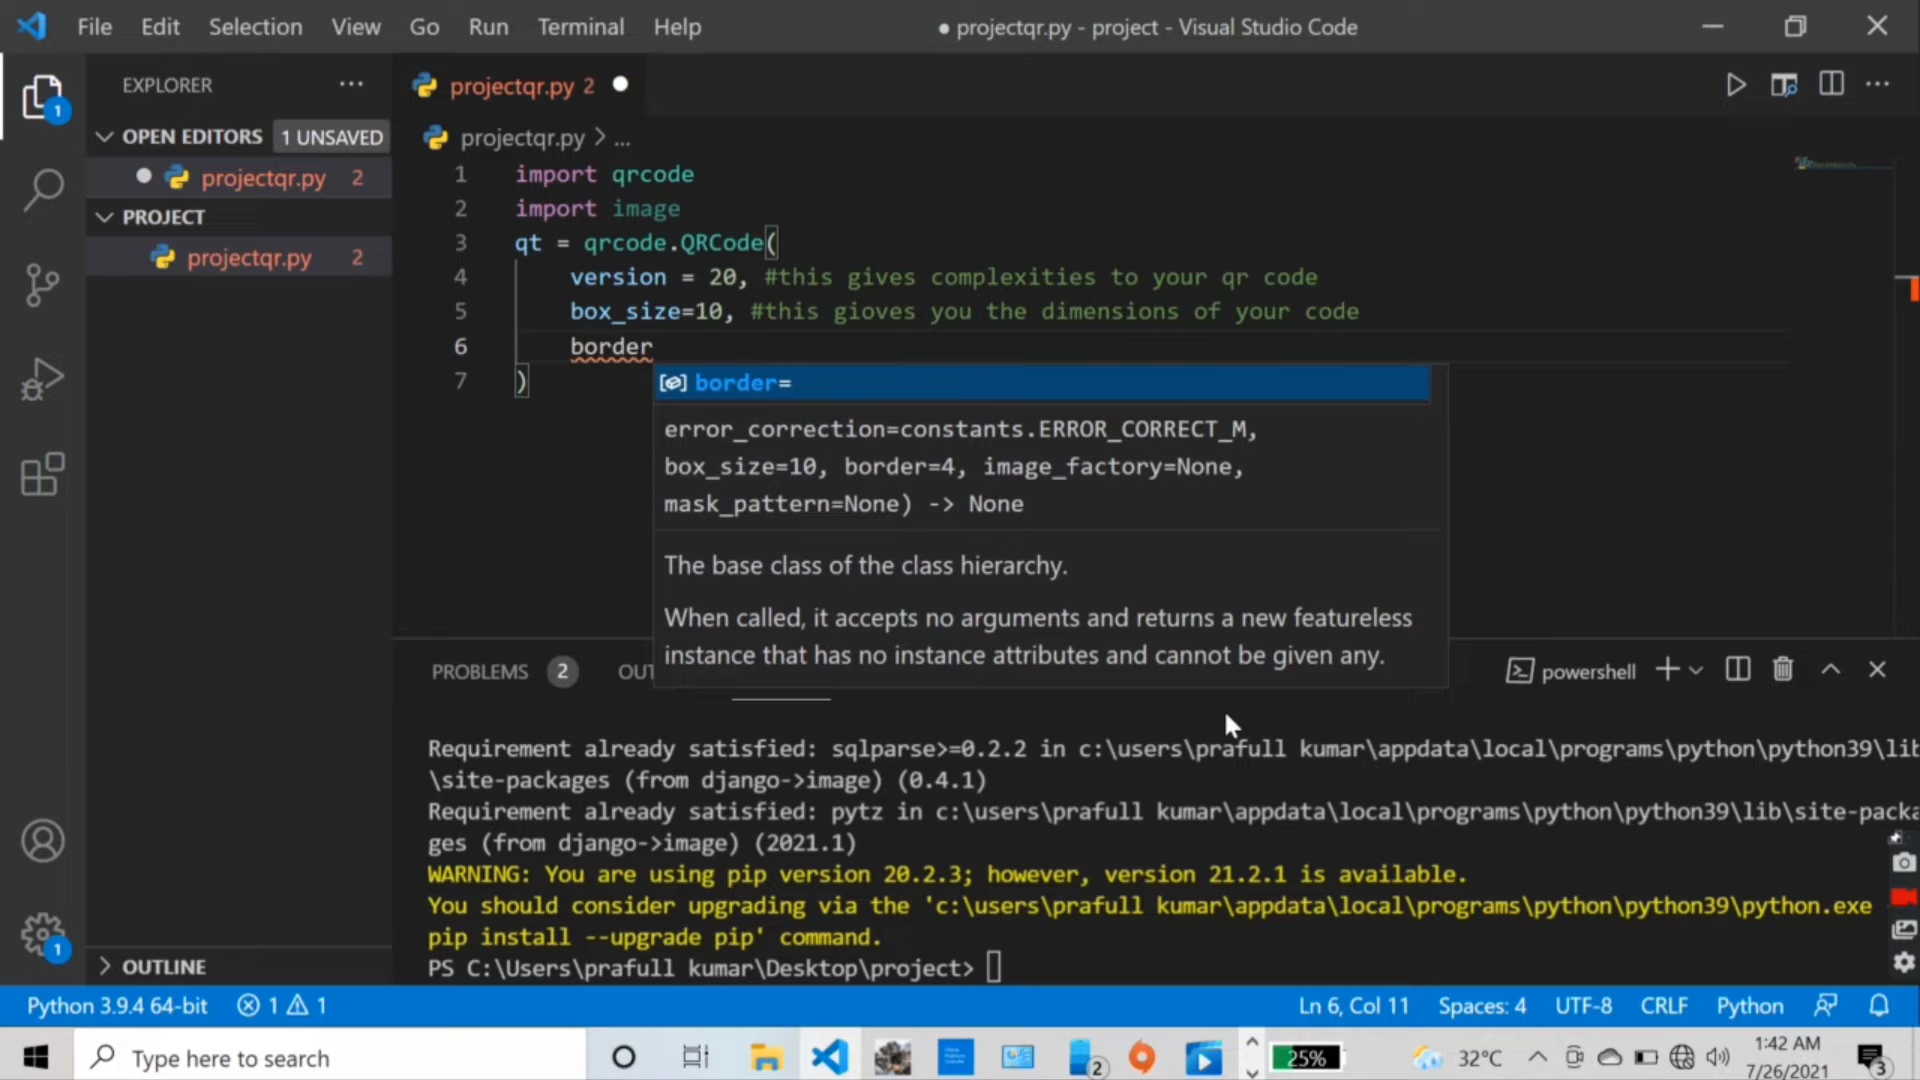 File Edit Selection View Go Run Terminal Help
● projectqr.py - project - Visual Studio Code
EXPLORER
OPEN EDITORS 1 UNSAVED
projectqr.py 2
PROJECT
projectqr.py 2
OUTLINE
projectqr.py 2
projectqr.py > ...
1 import qrcode
2 import image
3 qt = qrcode.QRCode(
4 version = 20, #this gives complexities to your qr code
5 box_size=10, #this gioves you the dimensions of your code
6 border
7 )
border=
error_correction=constants.ERROR_CORRECT_M,
box_size=10, border=4, image_factory=None,
mask_pattern=None) -> None
The base class of the class hierarchy.
When called, it accepts no arguments and returns a new featureless
instance that has no instance attributes and cannot be given any.
PROBLEMS 2 OU powershell
Requirement already satisfied: sqlparse>=0.2.2 in c:\users\prafull kumar\appdata\local\programs\python\python39\lib
\site-packages (from django->image) (0.4.1)
Requirement already satisfied: pytz in c:\users\prafull kumar\appdata\local\programs\python\python39\lib\site-packa
ges (from django->image) (2021.1)
WARNING: You are using pip version 20.2.3; however, version 21.2.1 is available.
You should consider upgrading via the 'c:\users\prafull kumar\appdata\local\programs\python\python39\python.exe
pip install --upgrade pip' command.
PS C:\Users\prafull kumar\Desktop\project>
1
1
Python 3.9.4 64-bit 1 1 Ln 6, Col 11 Spaces: 4 UTF-8 CRLF Python
Type here to search 2 25% 32°C 1:42 AM
7/26/2021 3